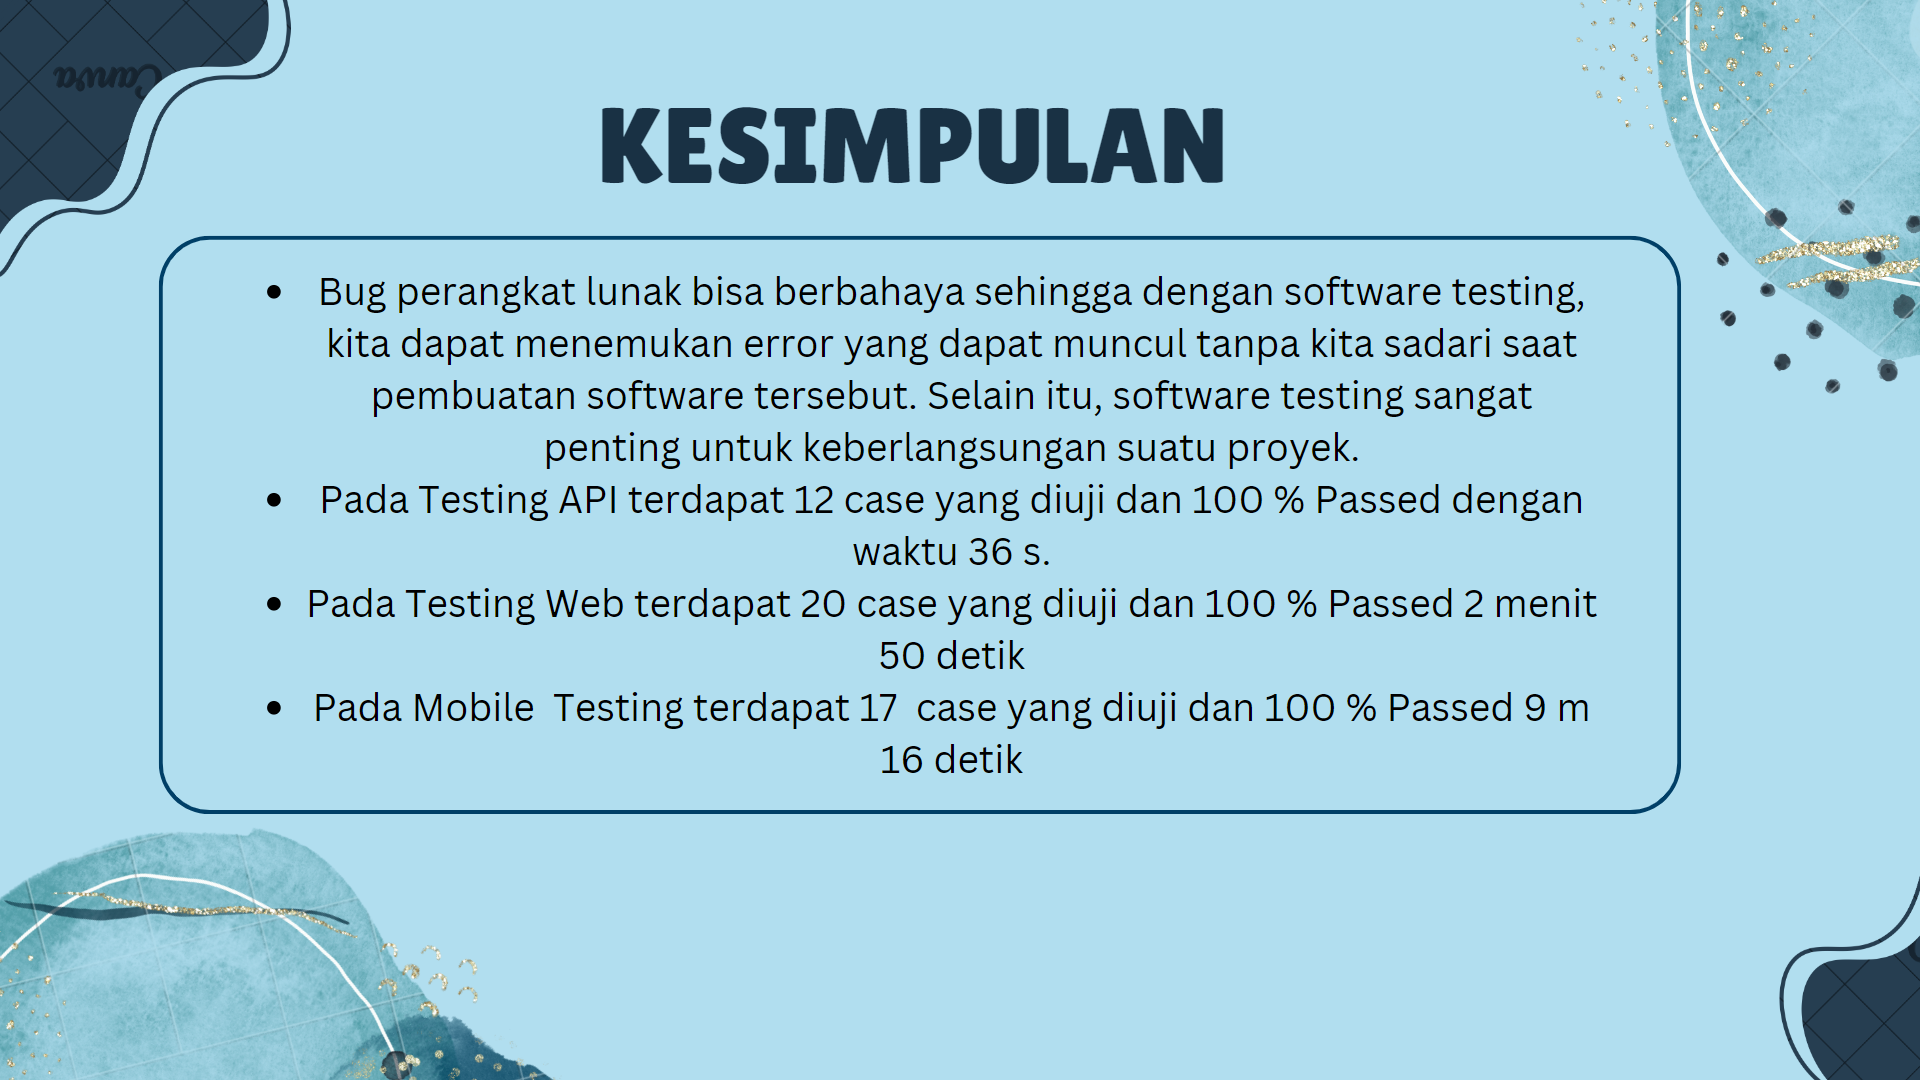 Canva
KESIMPULAN
• Bug perangkat lunak bisa berbahaya sehingga dengan software testing,
kita dapat menemukan error yang dapat muncul tanpa kita sadari saat
pembuatan software tersebut. Selain itu, software testing sangat
penting untuk keberlangsungan suatu proyek.
• Pada Testing API terdapat 12 case yang diuji dan 100 % Passed dengan
waktu 36 s.
• Pada Testing Web terdapat 20 case yang diuji dan 100 % Passed 2 menit
50 detik
• Pada Mobile  Testing terdapat 17  case yang diuji dan 100 % Passed 9 m
16 detik